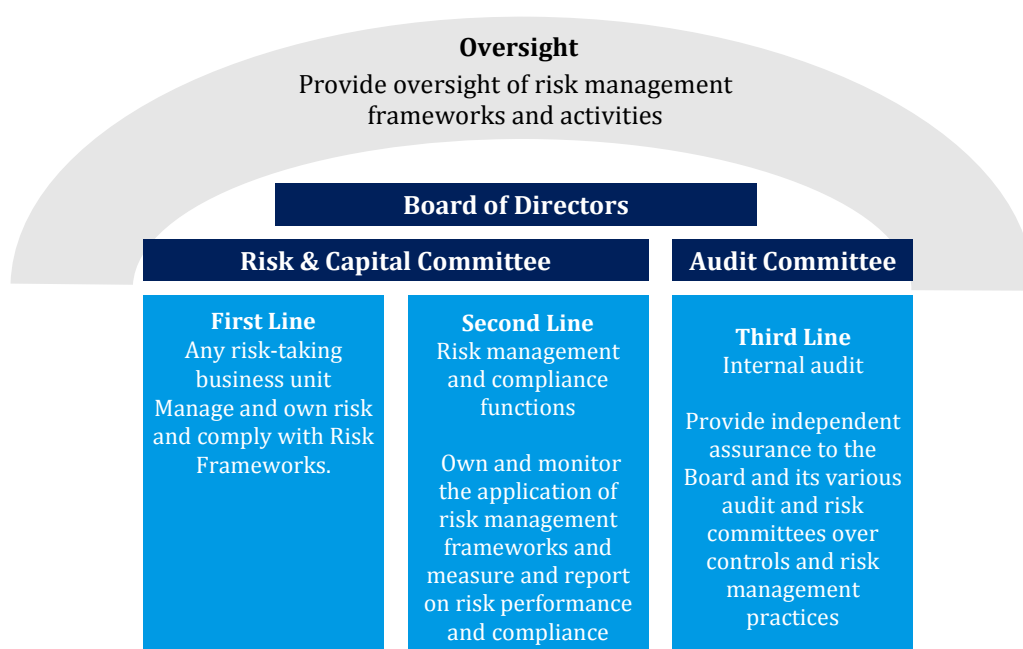 Oversight
Provide oversight of risk management
frameworks and activities
Board of Directors
Risk & Capital Committee
Audit Committee
First Line
Any risk-taking
business unit
Manage and own risk
and comply with Risk
Frameworks.
Second Line
Risk management
and compliance
functions
Own and monitor
the application of
risk management
frameworks and
measure and report
on risk performance
and compliance
Third Line
Internal audit
Provide independent
assurance to the
Board and its various
audit and risk
committees over
controls and risk
management
practices